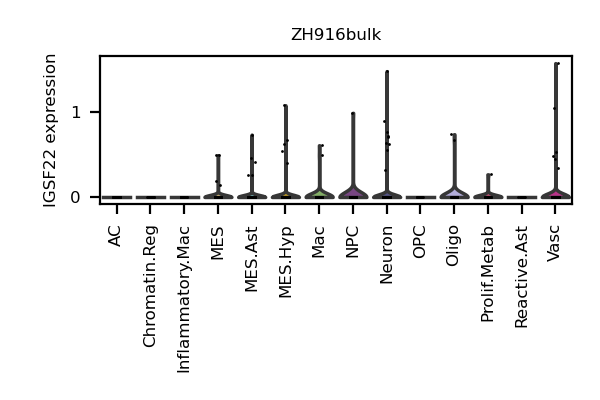 ZH916bulk
IGSF22 expression
1
0
AC
Chromatin.Reg
Inflammatory.Mac
MES
MES.Ast
MES.Hyp
Mac
NPC
Neuron
OPC
Oligo
Prolif.Metab
Reactive.Ast
Vasc